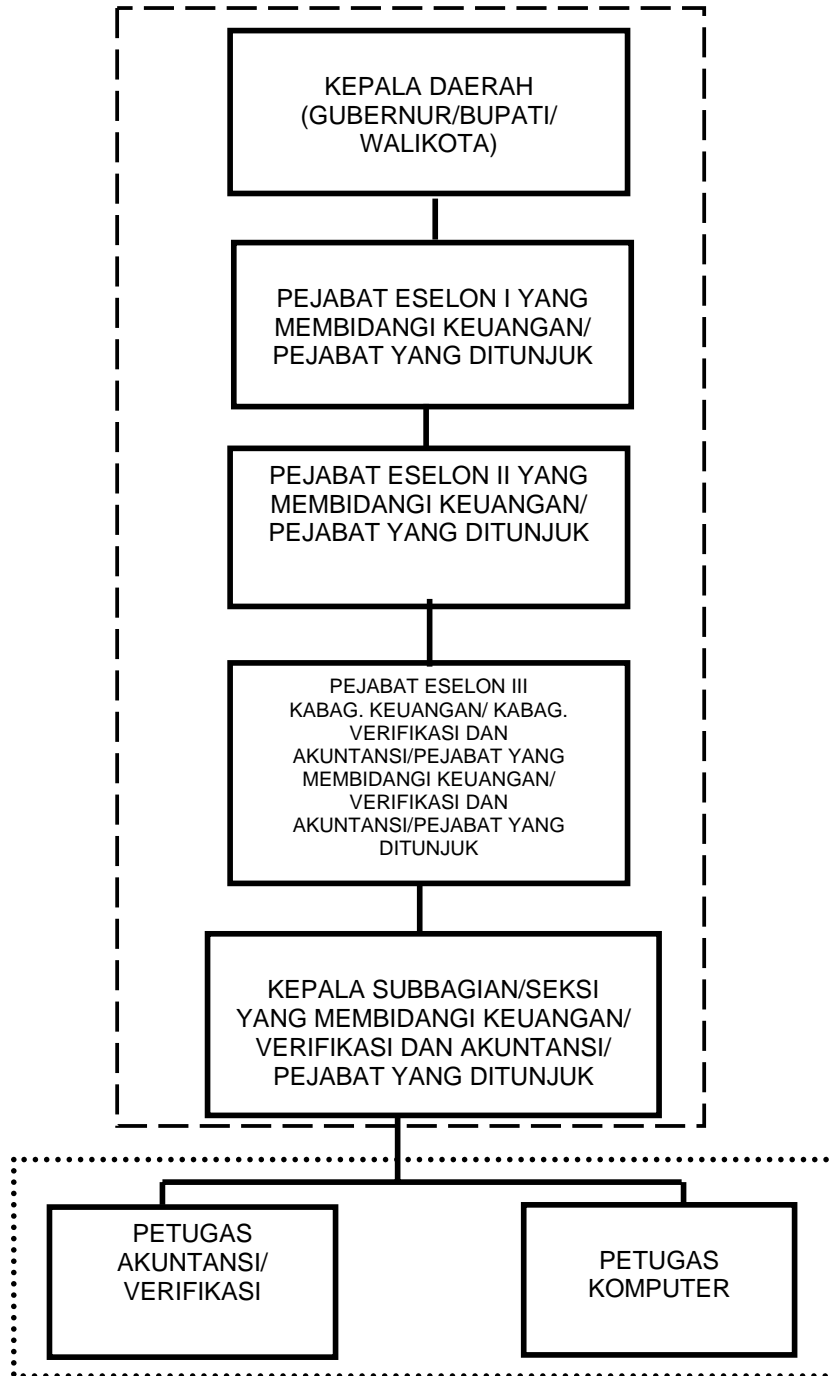 KEPALA DAERAH
(GUBERNUR/BUPATI/
WALIKOTA)
PEJABAT ESELON I YANG
MEMBIDANGI KEUANGAN/
PEJABAT YANG DITUNJUK
PEJABAT ESELON II YANG
MEMBIDANGI KEUANGAN/
PEJABAT YANG DITUNJUK
PEJABAT ESELON III
KABAG. KEUANGAN/ KABAG.
VERIFIKASI DAN
AKUNTANSI/PEJABAT YANG
MEMBIDANGI KEUANGAN/
VERIFIKASI DAN
AKUNTANSI/PEJABAT YANG
DITUNJUK
KEPALA SUBBAGIAN/SEKSI
YANG MEMBIDANGI KEUANGAN/
VERIFIKASI DAN AKUNTANSI/
PEJABAT YANG DITUNJUK
PETUGAS
AKUNTANSI/
VERIFIKASI
PETUGAS
KOMPUTER